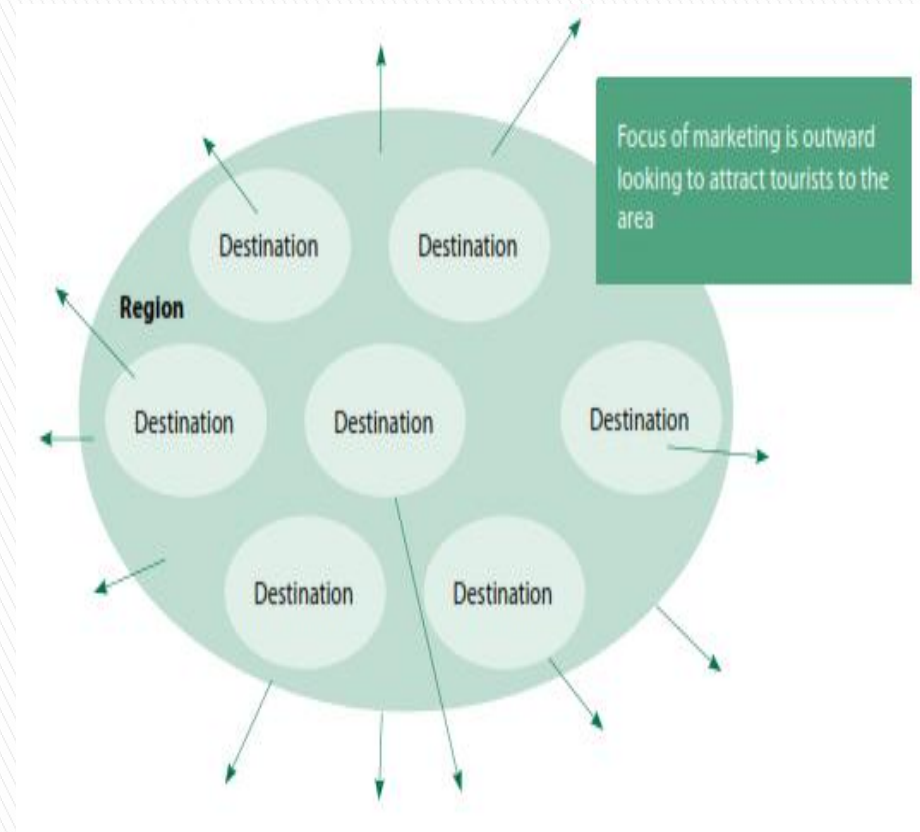 Focus of marketing is outward
looking to attract tourists to the
area
Destination
Destination
Region
Destination
Destination
Destination
Destination
Destination